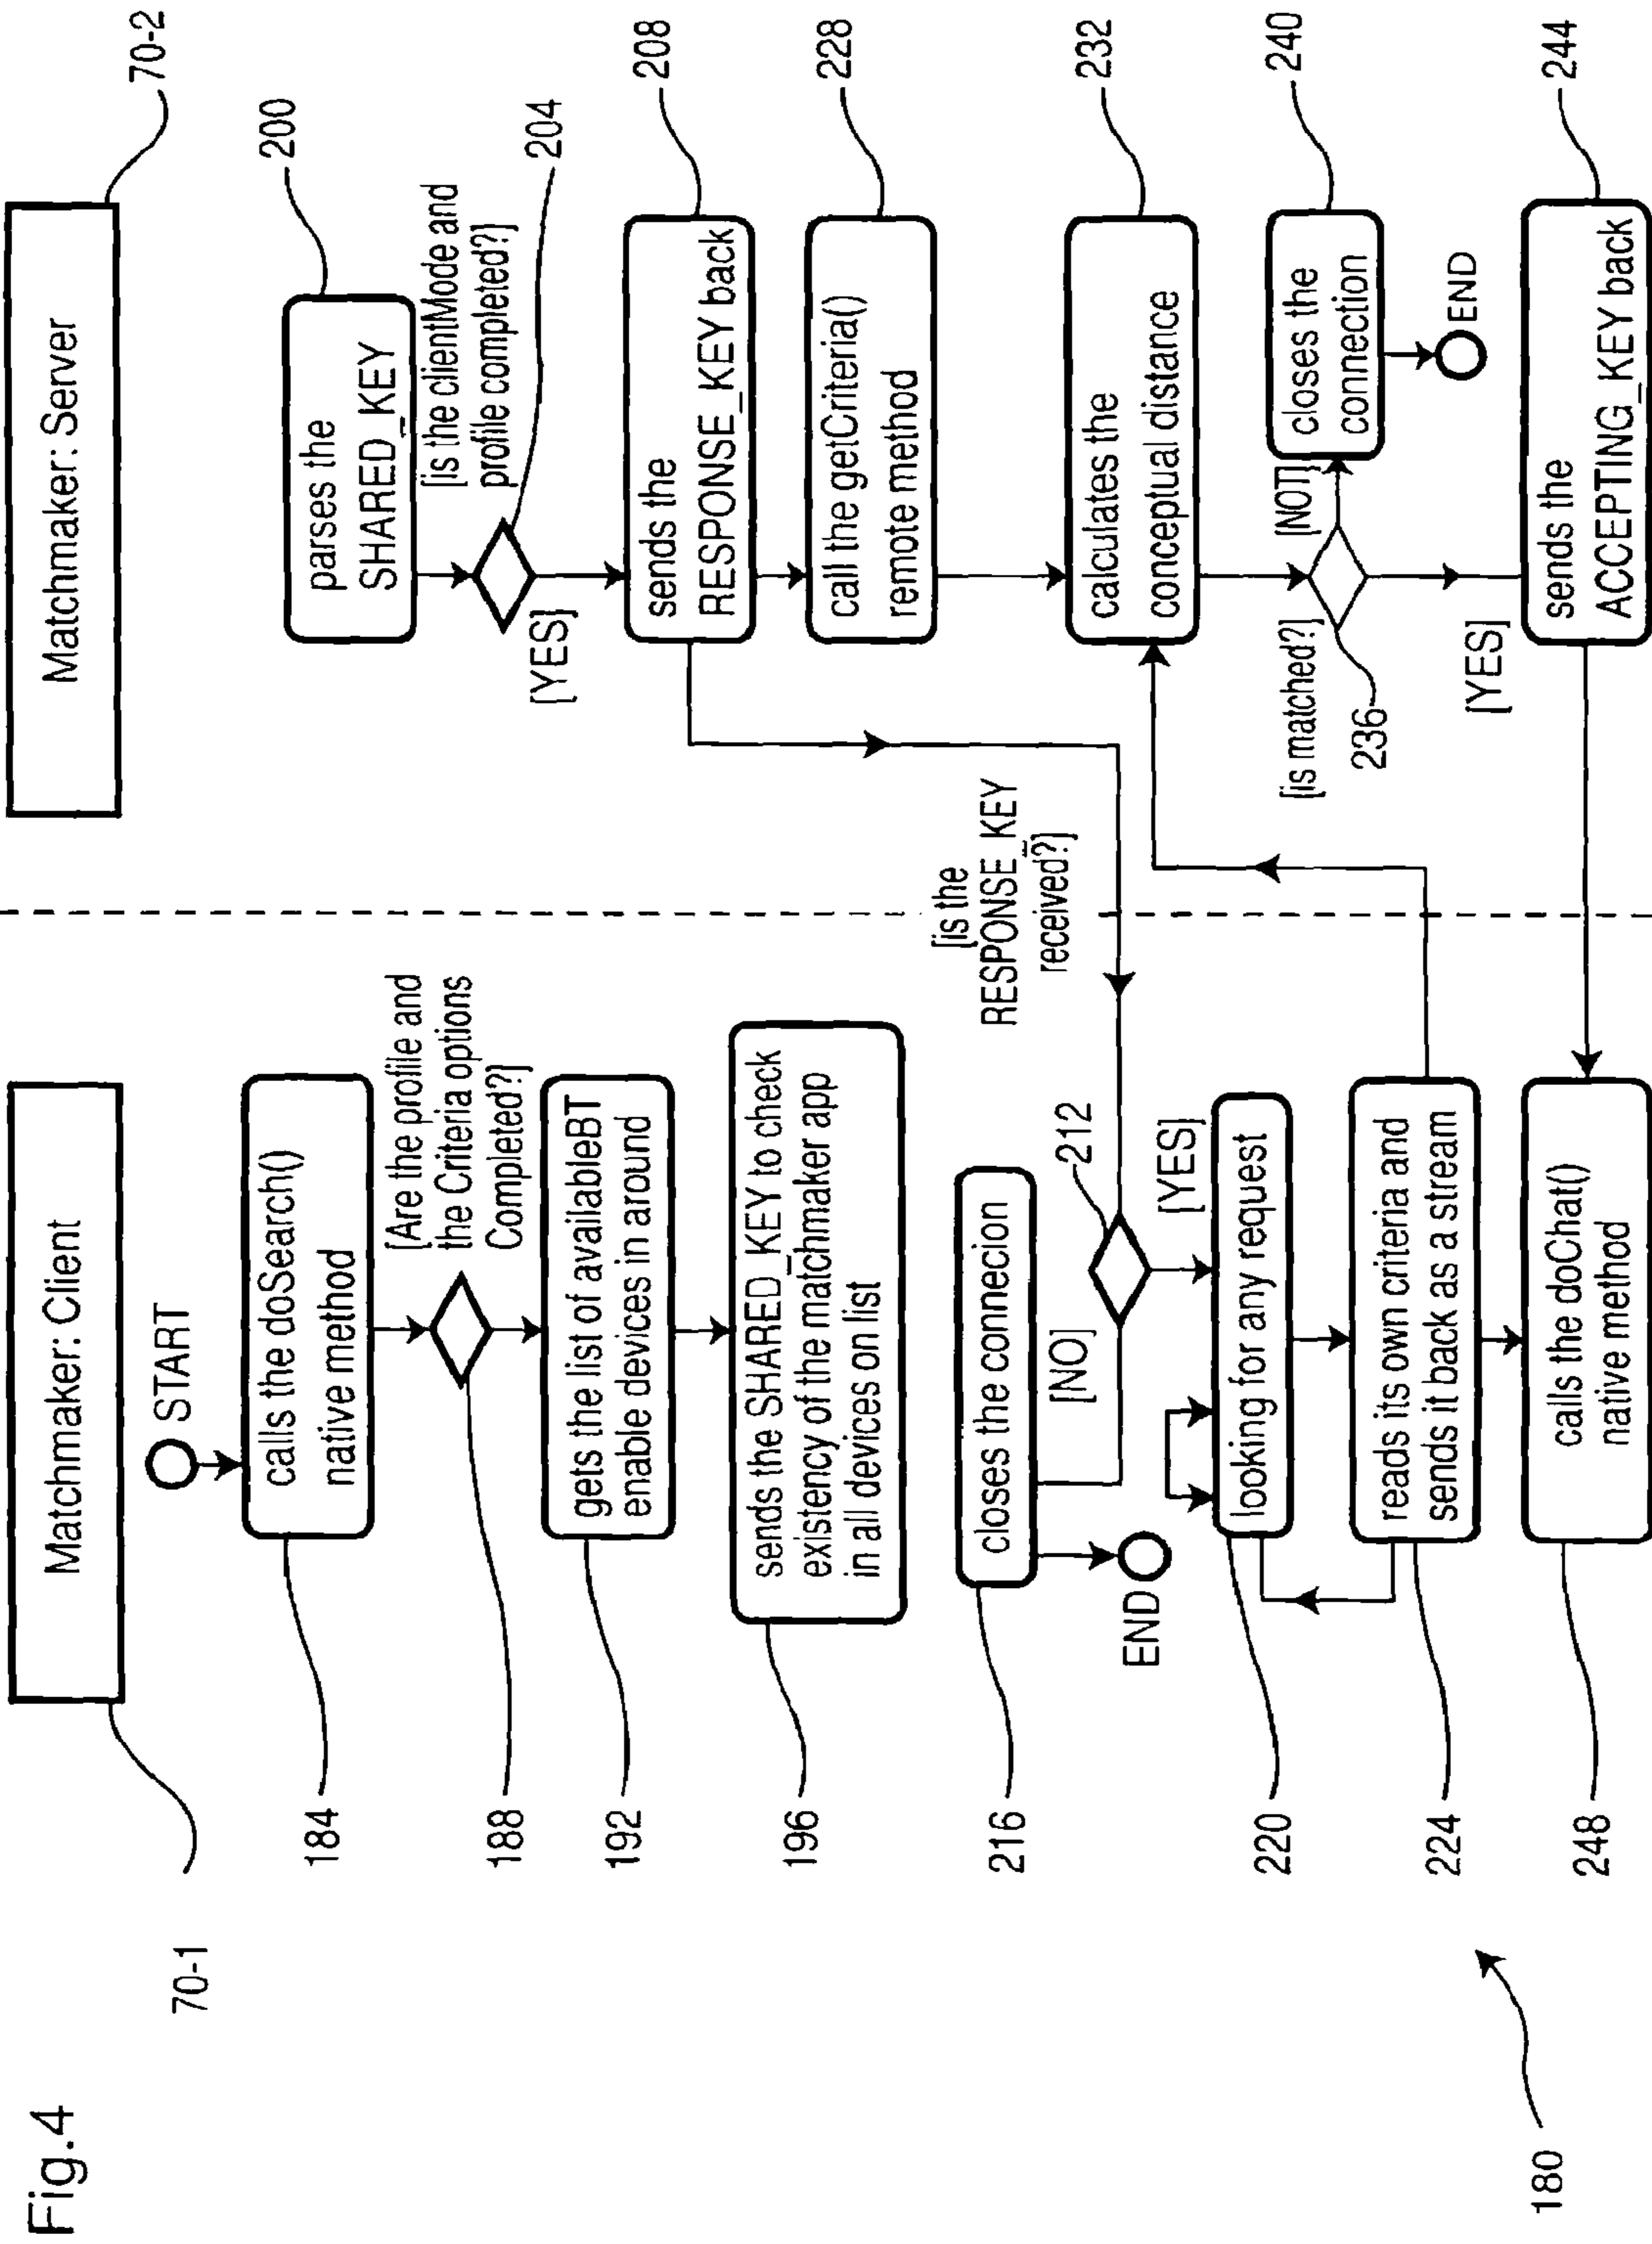 Fig.4
Matchmaker: Client
70-1
START
calls the doSearch()
native method
184
[Are the profile and
the Criteria options
Completed?]
188
gets the list of availableBT
enable devices in around
192
sends the SHARED_KEY to check
existency of the matchmaker app
in all devices on list
196
closes the connecion
216
END
[NO]
212
[is the
RESPONSE_KEY
received?]
[YES]
looking for any request
220
reads its own criteria and
sends it back as a stream
224
calls the doChat()
native method
248
180
Matchmaker: Server
70-2
parses the
SHARED_KEY
200
[is the clientMode and
profile completed?]
204
[YES]
sends the
RESPONSE_KEY back
208
call the getCriteria()
remote method
228
calculates the
conceptual distance
232
[is matched?]
236
[NOT]
closes the
connection
240
END
[YES]
sends the
ACCEPTING_KEY back
244